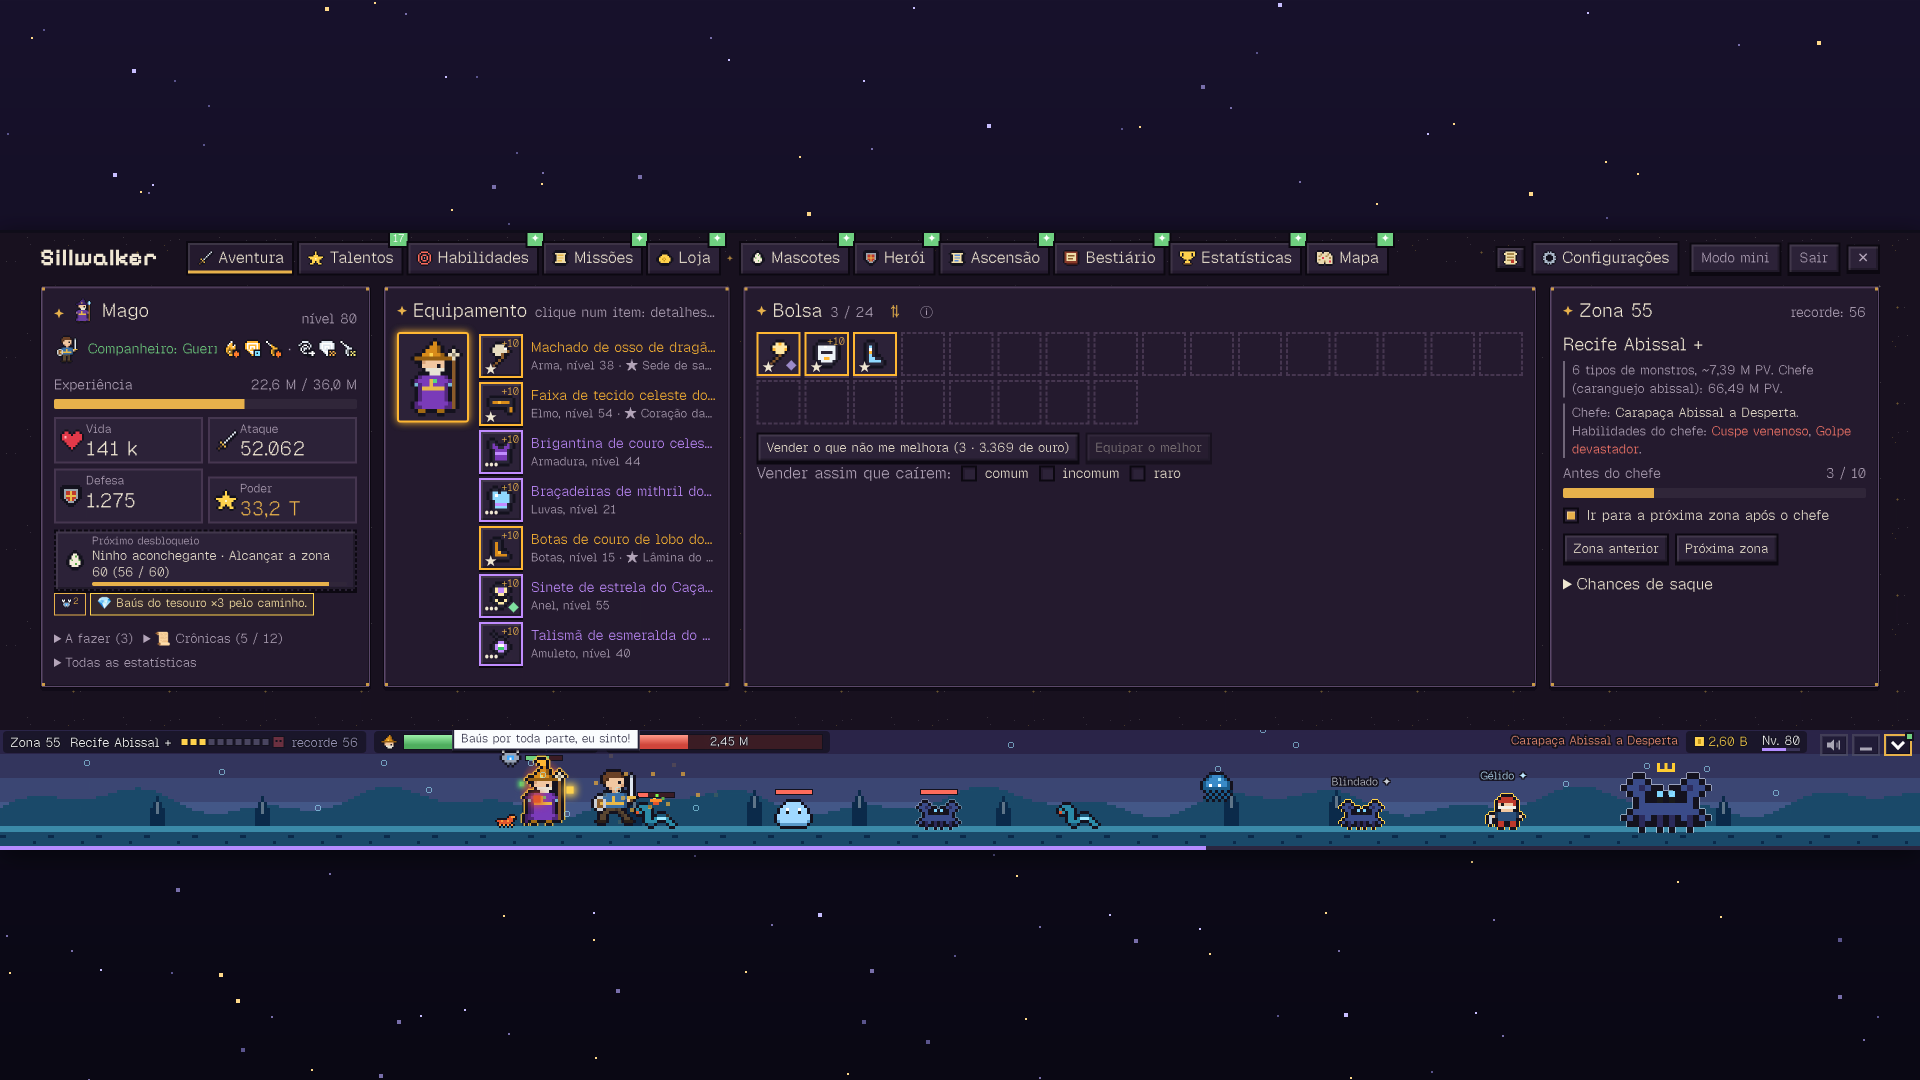 Sillwalker
Aventura
17
Talentos
Habilidades
Missões
Loja
Mascotes
Herói
Ascensão
Bestiário
Estatísticas
Mapa
Configurações
Modo mini
Sair
Mago
nível 80
Companheiro: Guerr
Experiência
22,6 M / 36,0 M
Vida
141 k
Ataque
52.062
Defesa
1.275
Poder
33,2 T
Próximo desbloqueio
Ninho aconchegante · Alcançar a zona
60 (56 / 60)
2
Baús do tesouro ×3 pelo caminho.
A fazer (3)
Crônicas (5 / 12)
Todas as estatísticas
Equipamento
clique num item: detalhes…
+10
Machado de osso de dragã…
Arma, nível 38 · ★ Sede de sa…
+10
Faixa de tecido celeste do…
Elmo, nível 54 · ★ Coração da…
+10
Brigantina de couro celes…
Armadura, nível 44
+10
Braçadeiras de mithril do…
Luvas, nível 21
+10
Botas de couro de lobo do…
Botas, nível 15 · ★ Lâmina do …
+10
Sinete de estrela do Caça…
Anel, nível 55
+10
Talismã de esmeralda do …
Amuleto, nível 40
Bolsa 3 / 24
+10
Vender o que não me melhora (3 · 3.369 de ouro)
Equipar o melhor
Vender assim que caírem:
comum
incomum
raro
Zona 55
recorde: 56
Recife Abissal +
6 tipos de monstros, ~7,39 M PV. Chefe
(caranguejo abissal): 66,49 M PV.
Chefe: Carapaça Abissal a Desperta.
Habilidades do chefe: Cuspe venenoso, Golpe
devastador.
Antes do chefe
3 / 10
Ir para a próxima zona após o chefe
Zona anterior
Próxima zona
Chances de saque
Zona 55
Recife Abissal +
recorde 56
Baús por toda parte, eu sinto!
2,45 M
Carapaça Abissal a Desperta
2,60 B
Nv. 80
Blindado
Gélido